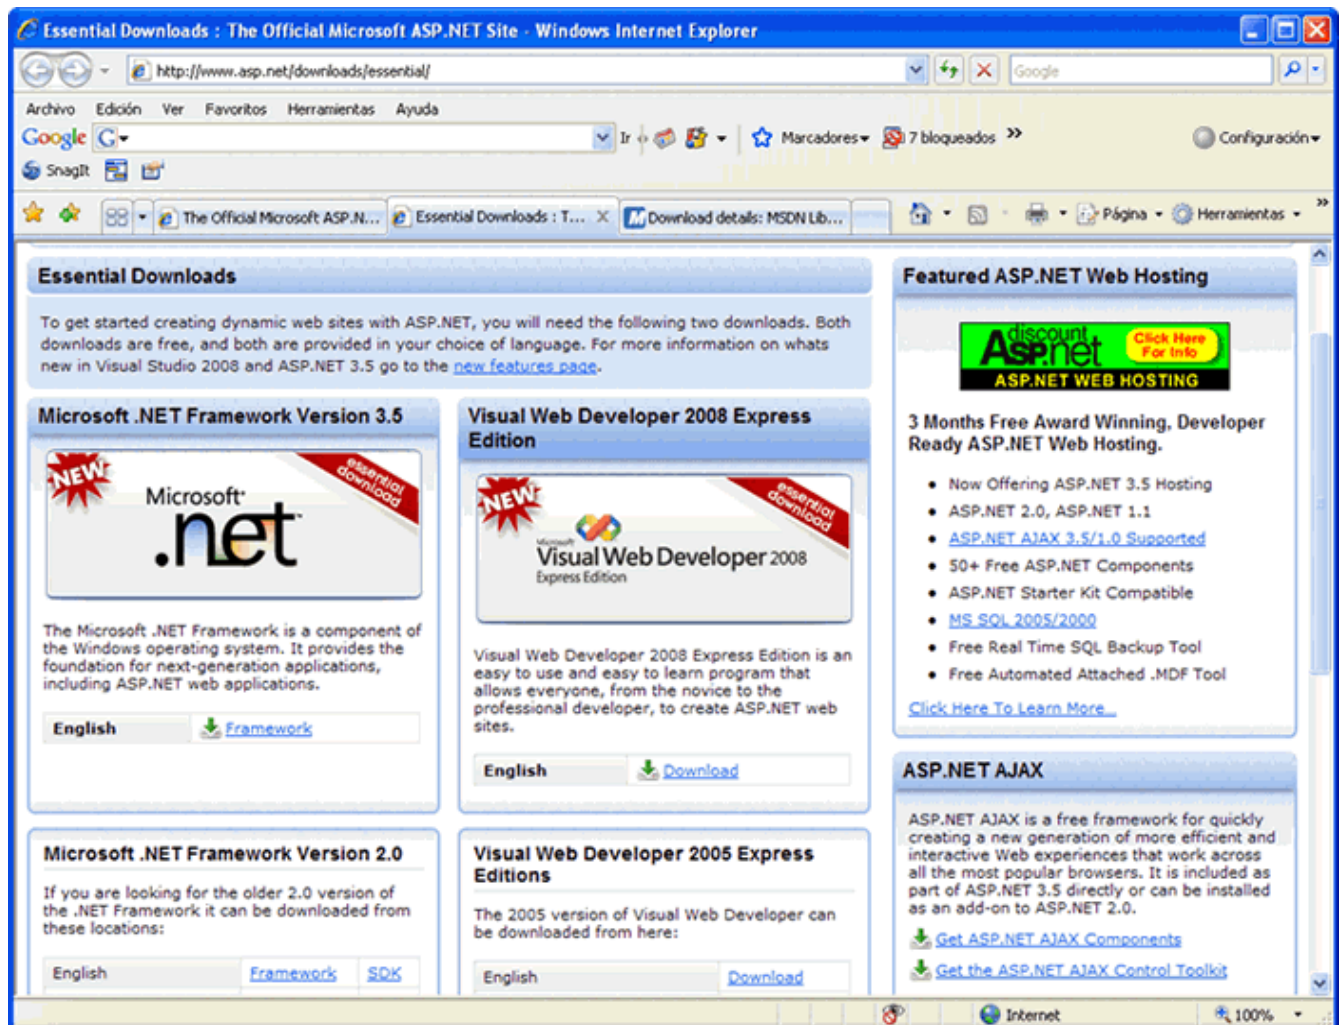 Essential Downloads : The Official Microsoft ASP.NET Site - Windows Internet Explorer
http://www.asp.net/downloads/essential/
Google
Archivo Edición Ver Favoritos Herramientas Ayuda
Google G Ir Marcadores 7 bloqueados » Configuración
SnagIt
The Official Microsoft ASP.N... Essential Downloads : T... X Download details: MSDN Lib... Página Herramientas »
Essential Downloads
To get started creating dynamic web sites with ASP.NET, you will need the following two downloads. Both
downloads are free, and both are provided in your choice of language. For more information on whats
new in Visual Studio 2008 and ASP.NET 3.5 go to the new features page.
Microsoft .NET Framework Version 3.5
NEW
essential
download
Microsoft
.net
The Microsoft .NET Framework is a component of
the Windows operating system. It provides the
foundation for next-generation applications,
including ASP.NET web applications.
English Framework
Visual Web Developer 2008 Express
Edition
NEW
essential
download
Microsoft
Visual Web Developer 2008
Express Edition
Visual Web Developer 2008 Express Edition is an
easy to use and easy to learn program that
allows everyone, from the novice to the
professional developer, to create ASP.NET web
sites.
English Download
Microsoft .NET Framework Version 2.0
If you are looking for the older 2.0 version of
the .NET Framework it can be downloaded from
these locations:
English Framework SDK
Visual Web Developer 2005 Express
Editions
The 2005 version of Visual Web Developer can
be downloaded from here:
English Download
Featured ASP.NET Web Hosting
discount
Asp.net
Click Here
For Info
ASP.NET WEB HOSTING
3 Months Free Award Winning, Developer
Ready ASP.NET Web Hosting.
• Now Offering ASP.NET 3.5 Hosting
• ASP.NET 2.0, ASP.NET 1.1
• ASP.NET AJAX 3.5/1.0 Supported
• 50+ Free ASP.NET Components
• ASP.NET Starter Kit Compatible
• MS SQL 2005/2000
• Free Real Time SQL Backup Tool
• Free Automated Attached .MDF Tool
Click Here To Learn More...
ASP.NET AJAX
ASP.NET AJAX is a free framework for quickly
creating a new generation of more efficient and
interactive Web experiences that work across
all the most popular browsers. It is included as
part of ASP.NET 3.5 directly or can be installed
as an add-on to ASP.NET 2.0.
Get ASP.NET AJAX Components
Get the ASP.NET AJAX Control Toolkit
Internet 100%